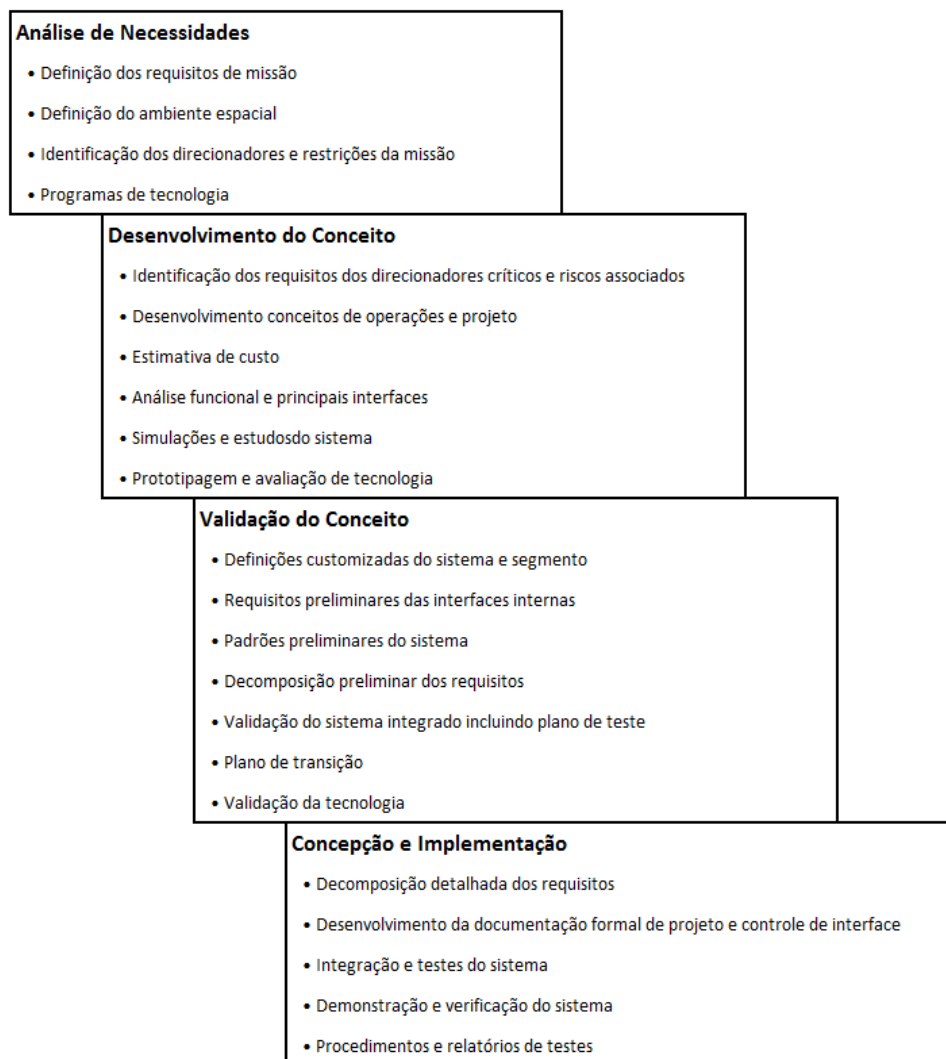 Análise de Necessidades
• Definição dos requisitos de missão
• Definição do ambiente espacial
• Identificação dos direcionadores e restrições da missão
• Programas de tecnologia
Desenvolvimento do Conceito
• Identificação dos requisitos dos direcionadores críticos e riscos associados
• Desenvolvimento conceitos de operações e projeto
• Estimativa de custo
• Análise funcional e principais interfaces
• Simulações e estudosdo sistema
• Prototipagem e avaliação de tecnologia
Validação do Conceito
• Definições customizadas do sistema e segmento
• Requisitos preliminares das interfaces internas
• Padrões preliminares do sistema
• Decomposição preliminar dos requisitos
• Validação do sistema integrado incluindo plano de teste
• Plano de transição
• Validação da tecnologia
Concepção e Implementação
• Decomposição detalhada dos requisitos
• Desenvolvimento da documentação formal de projeto e controle de interface
• Integração e testes do sistema
• Demonstração e verificação do sistema
• Procedimentos e relatórios de testes